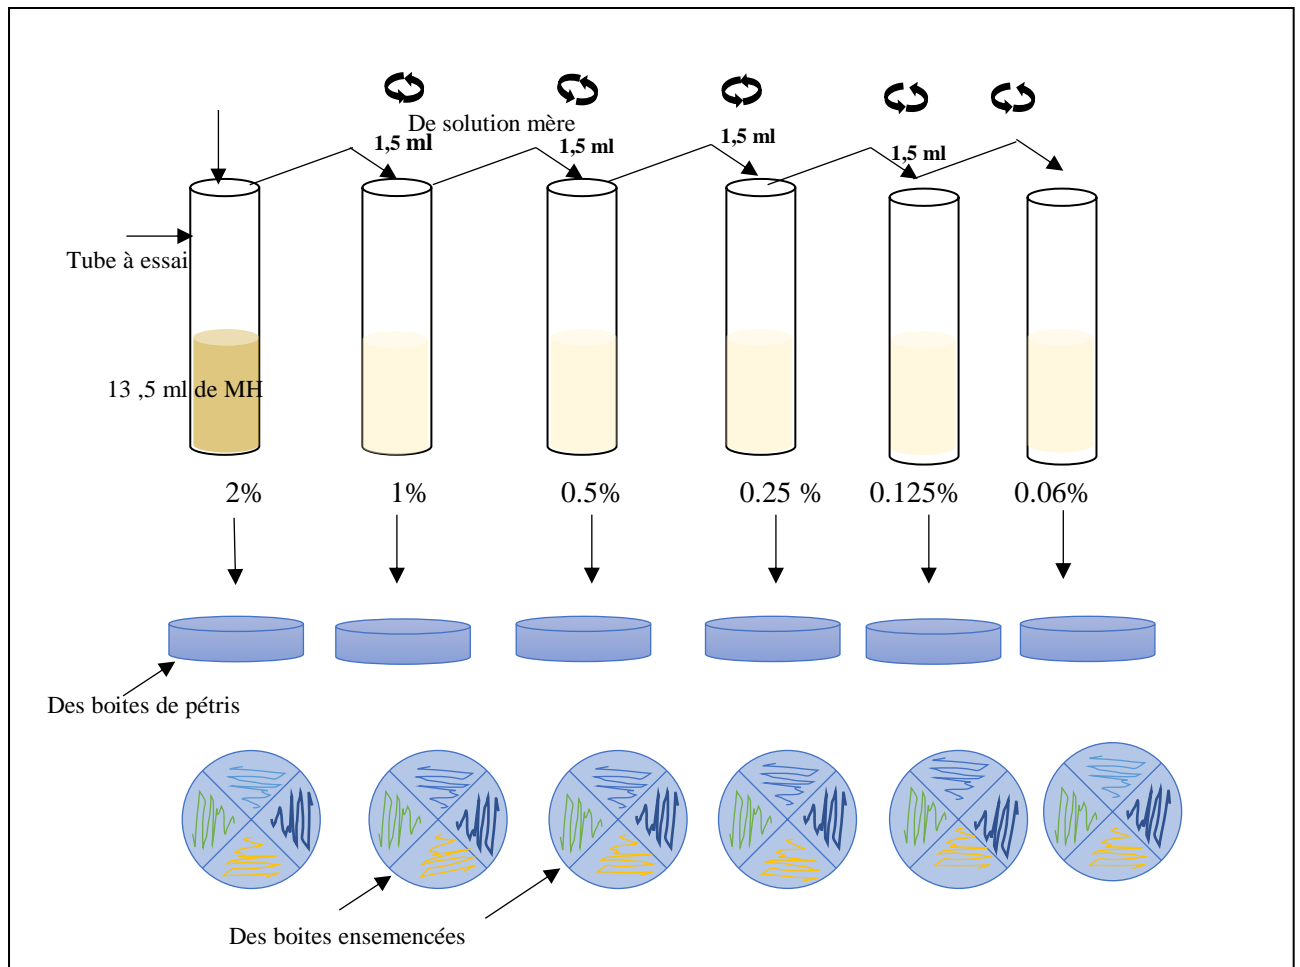 De solution mère
1,5 ml
1,5 ml
1,5 ml
1,5 ml
Tube à essai
13 ,5 ml de MH
2%
1%
0.5%
0.25 %
0.125%
0.06%
Des boites de pétris
Des boites ensemencées